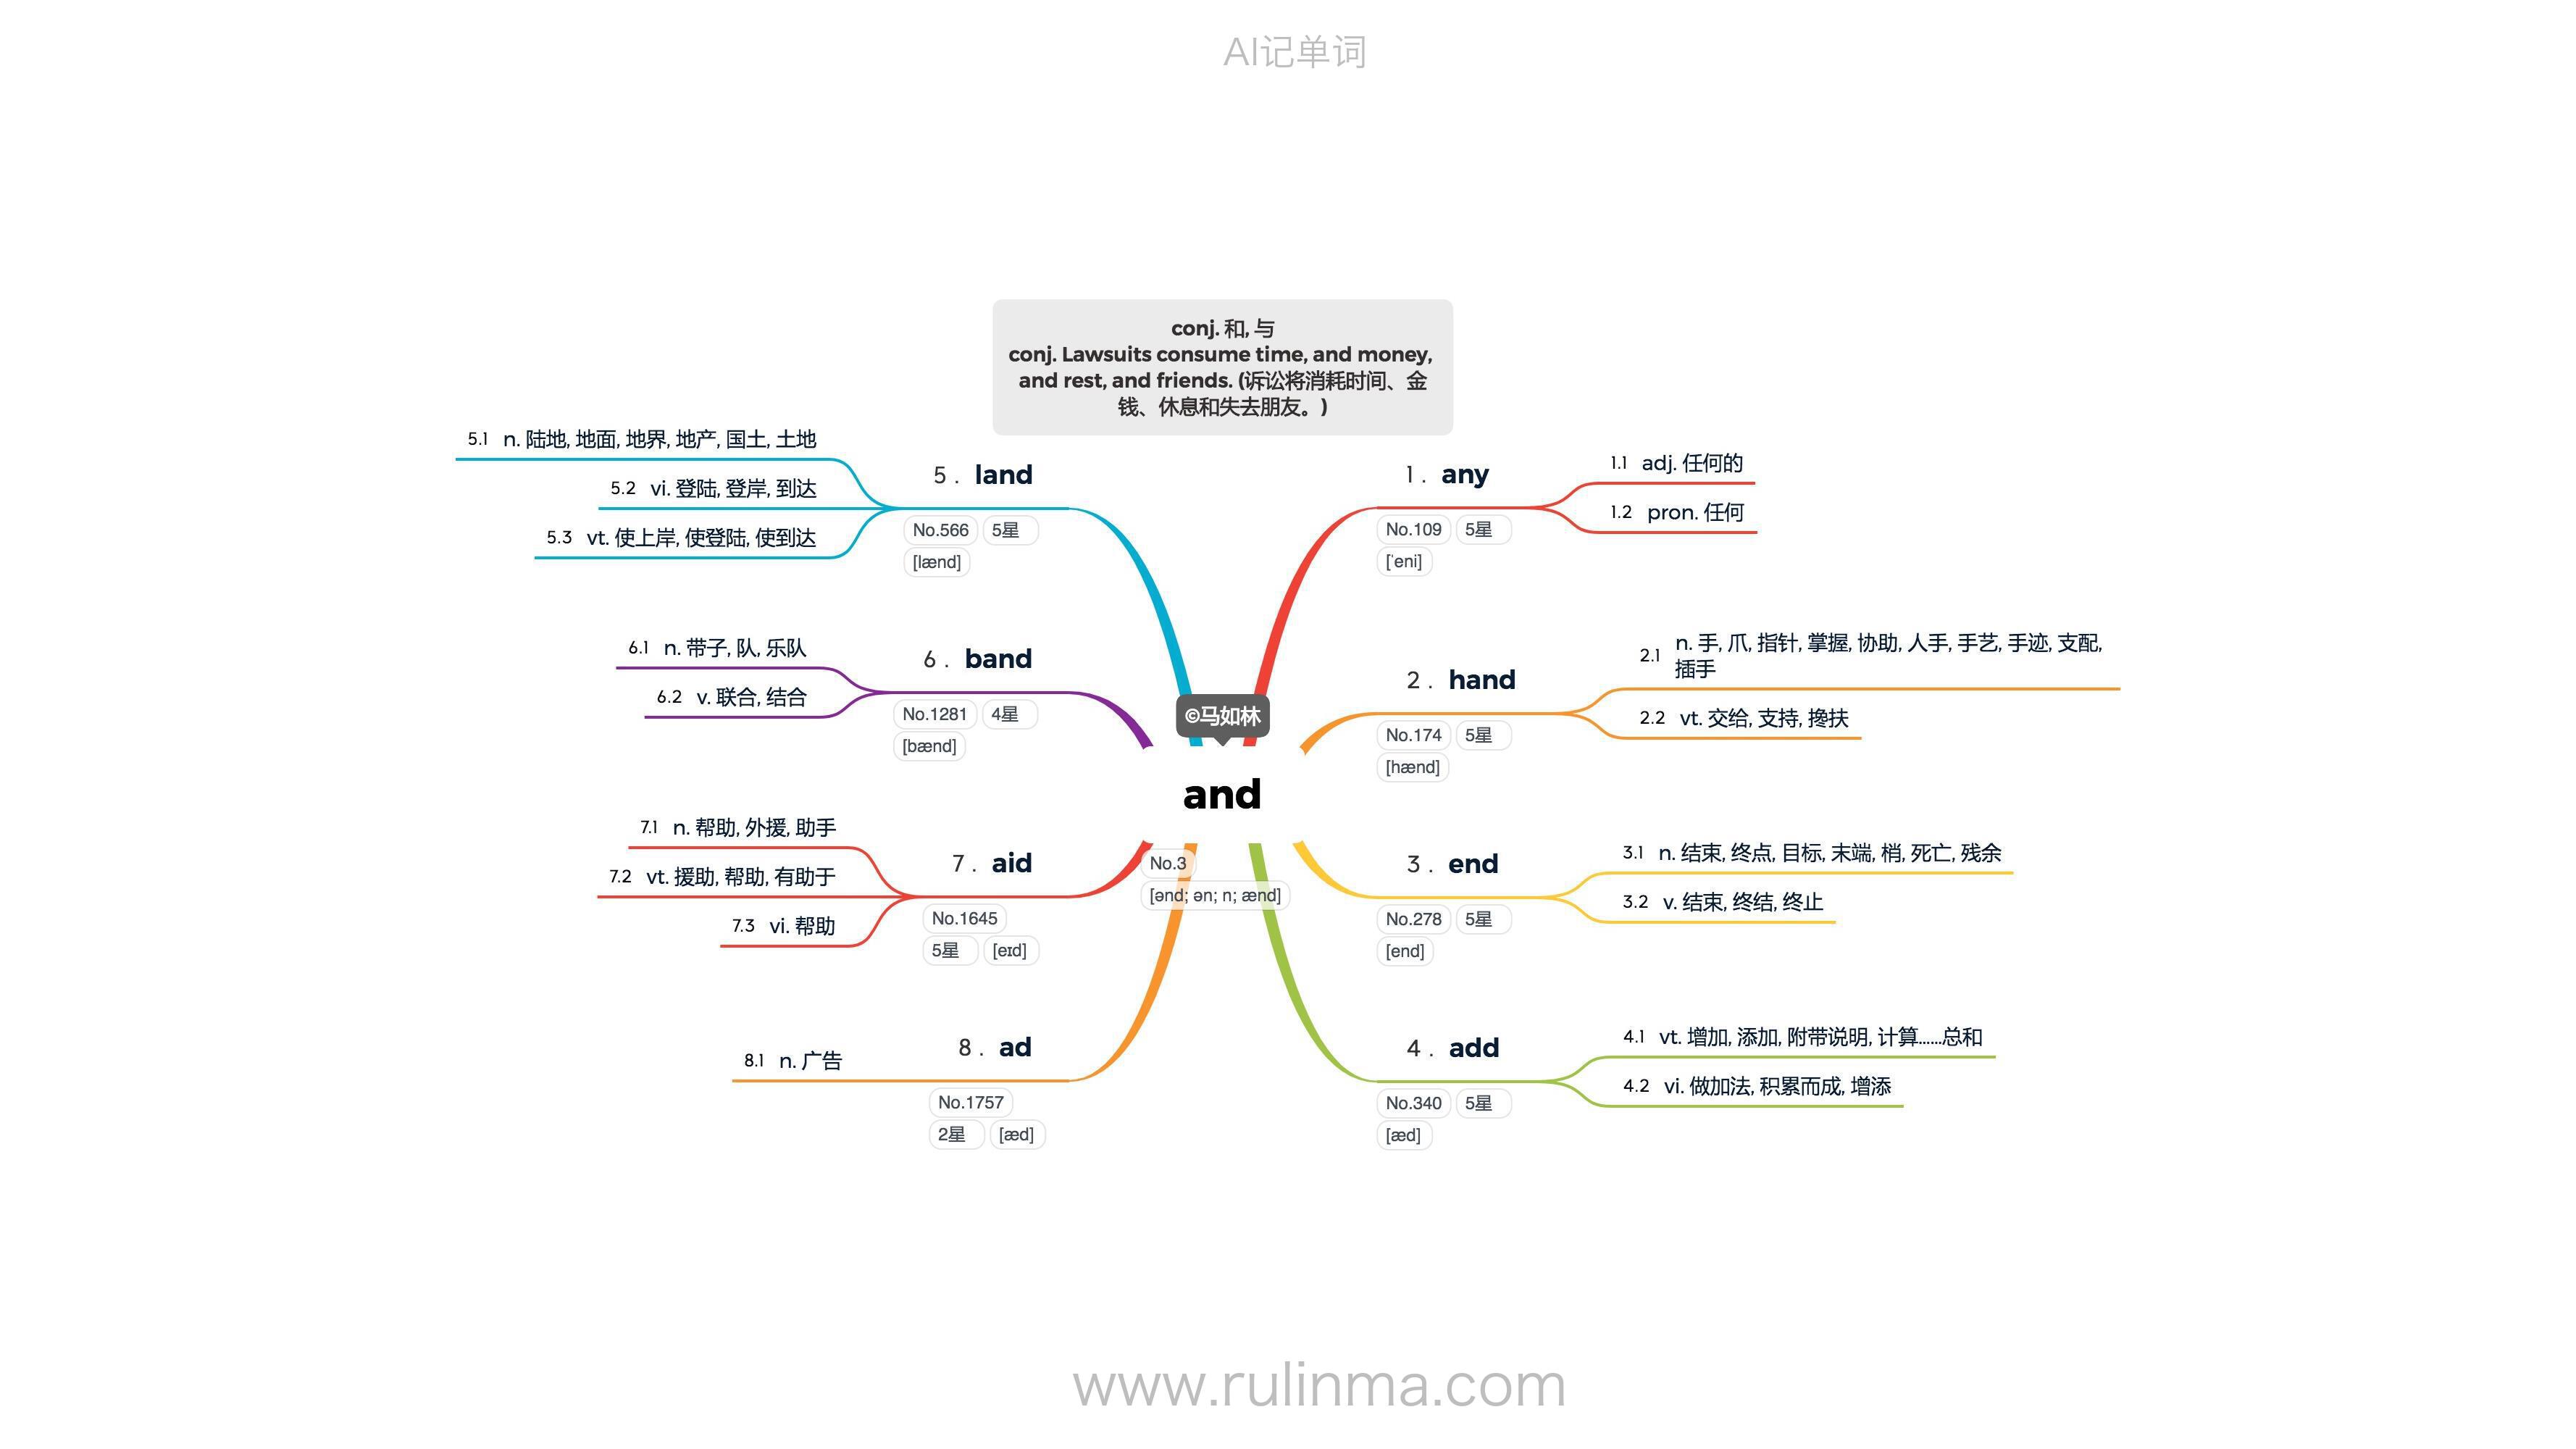 AI记单词
conj. 和, 与
conj. Lawsuits consume time, and money,
and rest, and friends. (诉讼将消耗时间、金
钱、休息和失去朋友。)
©马如林
and
No.3
[ənd; ən; n; ænd]
1. any
No.109 5星
[ˈeni]
1.1 adj. 任何的
1.2 pron. 任何
2. hand
No.174 5星
[hænd]
2.1 n. 手, 爪, 指针, 掌握, 协助, 人手, 手艺, 手迹, 支配,
插手
2.2 vt. 交给, 支持, 搀扶
3. end
No.278 5星
[end]
3.1 n. 结束, 终点, 目标, 末端, 梢, 死亡, 残余
3.2 v. 结束, 终结, 终止
4. add
No.340 5星
[æd]
4.1 vt. 增加, 添加, 附带说明, 计算……总和
4.2 vi. 做加法, 积累而成, 增添
5. land
No.566 5星
[lænd]
5.1 n. 陆地, 地面, 地界, 地产, 国土, 土地
5.2 vi. 登陆, 登岸, 到达
5.3 vt. 使上岸, 使登陆, 使到达
6. band
No.1281 4星
[bænd]
6.1 n. 带子, 队, 乐队
6.2 v. 联合, 结合
7. aid
No.1645
5星 [eɪd]
7.1 n. 帮助, 外援, 助手
7.2 vt. 援助, 帮助, 有助于
7.3 vi. 帮助
8. ad
No.1757
2星 [æd]
8.1 n. 广告
www.rulinma.com